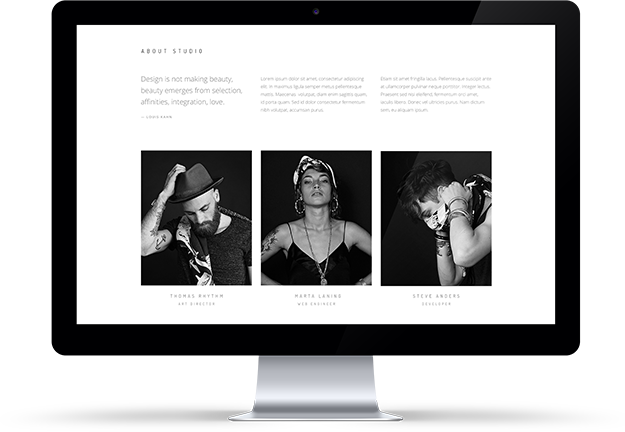 ABOUT STUDIO
Design is not making beauty,
beauty emerges from selection,
affinities, integration, love.
— LOUIS KAHN
Lorem ipsum dolor sit amet, consectetur adipiscing
elit. In maximus ligula semper metus pellentesque
mattis. Maecenas volutpat, diam enim sagittis quam,
id porta quam. Sed id dolor consectetur fermentum
nibh volutpat, accumsan purus.
Etiam sit amet fringilla lacus. Pellentesque suscipit ante
at ullamcorper pulvinar neque porttitor. Integer lectus.
Praesent sed nisi eleifend, fermentum orci amet,
iaculis libero. Donec vel ultricies purus. Nam dictum
sem, eu aliquam ipsum.
THOMAS RHYTHM
ART DIRECTOR
MARTA LANING
WEB ENGINEER
STEVE ANDERS
DEVELOPER